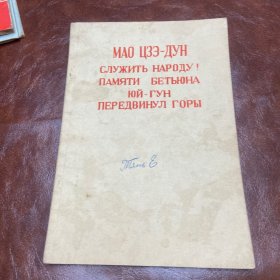 МАО ЦЗЭ-ДУН
СЛУЖИТЬ НАРОДУ!
ПАМЯТИ БЕТЬЮНА
ЮЙ-ГУН
ПЕРЕДВИНУЛ ГОРЫ